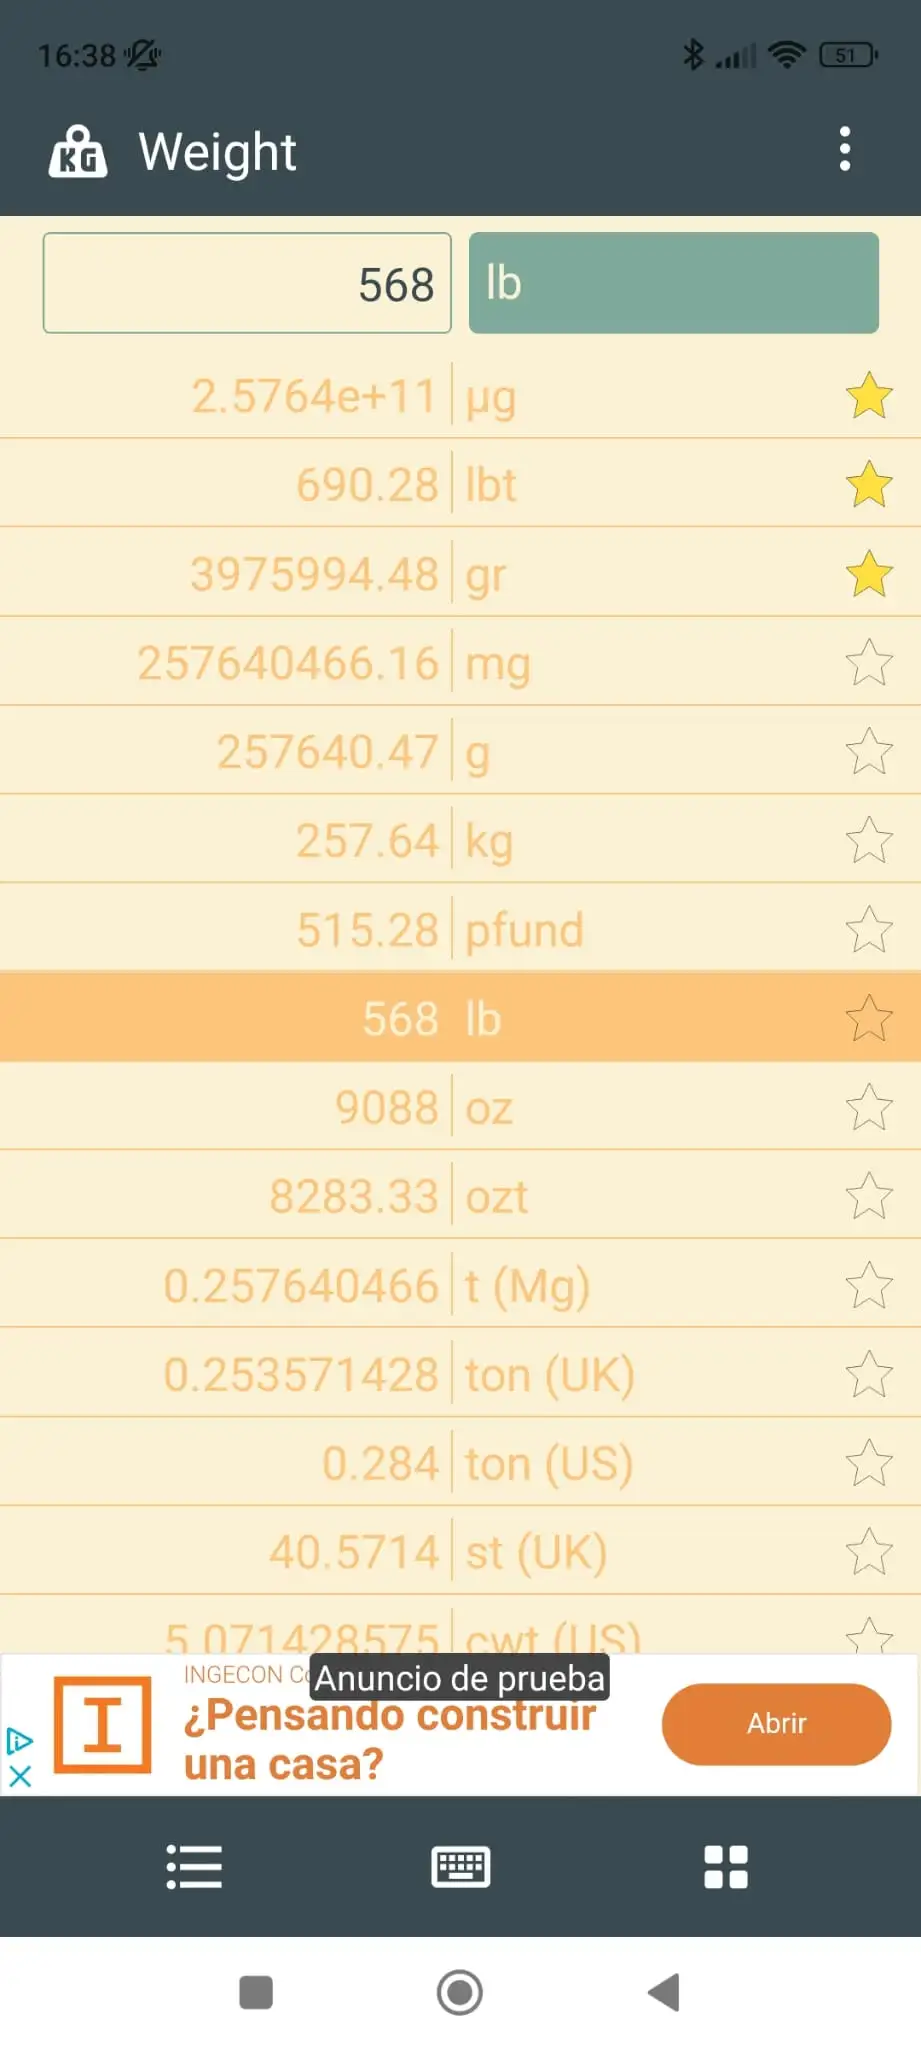 16:38
51
KG Weight
568 lb
2.5764e+11 µg
690.28 lbt
3975994.48 gr
257640466.16 mg
257640.47 g
257.64 kg
515.28 pfund
568 lb
9088 oz
8283.33 ozt
0.257640466 t (Mg)
0.253571428 ton (UK)
0.284 ton (US)
40.5714 st (UK)
5.071428575 cwt (US)
INGECON
Anuncio de prueba
¿Pensando construir
una casa?
Abrir